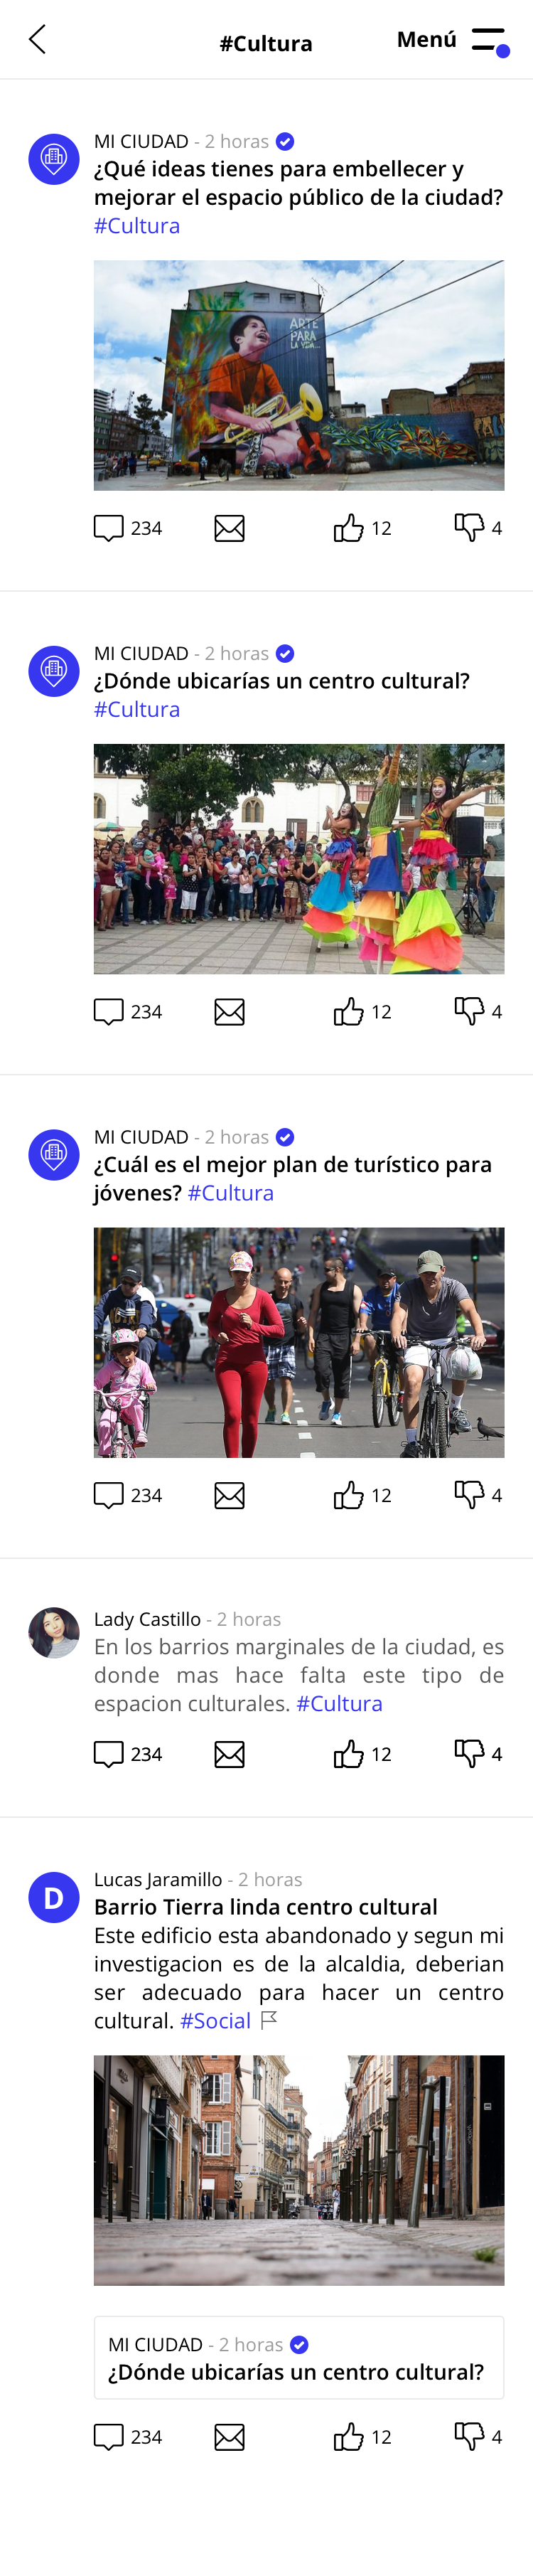 #Cultura
Menú
MI CIUDAD - 2 horas
¿Qué ideas tienes para embellecer y
mejorar el espacio público de la ciudad?
#Cultura
ARTE
PARA
LA VIDA...
234
12
4
MI CIUDAD - 2 horas
¿Dónde ubicarías un centro cultural?
#Cultura
234
12
4
MI CIUDAD - 2 horas
¿Cuál es el mejor plan de turístico para
jóvenes? #Cultura
234
12
4
Lady Castillo - 2 horas
En los barrios marginales de la ciudad, es
donde mas hace falta este tipo de
espacion culturales. #Cultura
234
12
4
D
Lucas Jaramillo - 2 horas
Barrio Tierra linda centro cultural
Este edificio esta abandonado y segun mi
investigacion es de la alcaldia, deberian
ser adecuado para hacer un centro
cultural. #Social
MI CIUDAD - 2 horas
¿Dónde ubicarías un centro cultural?
234
12
4